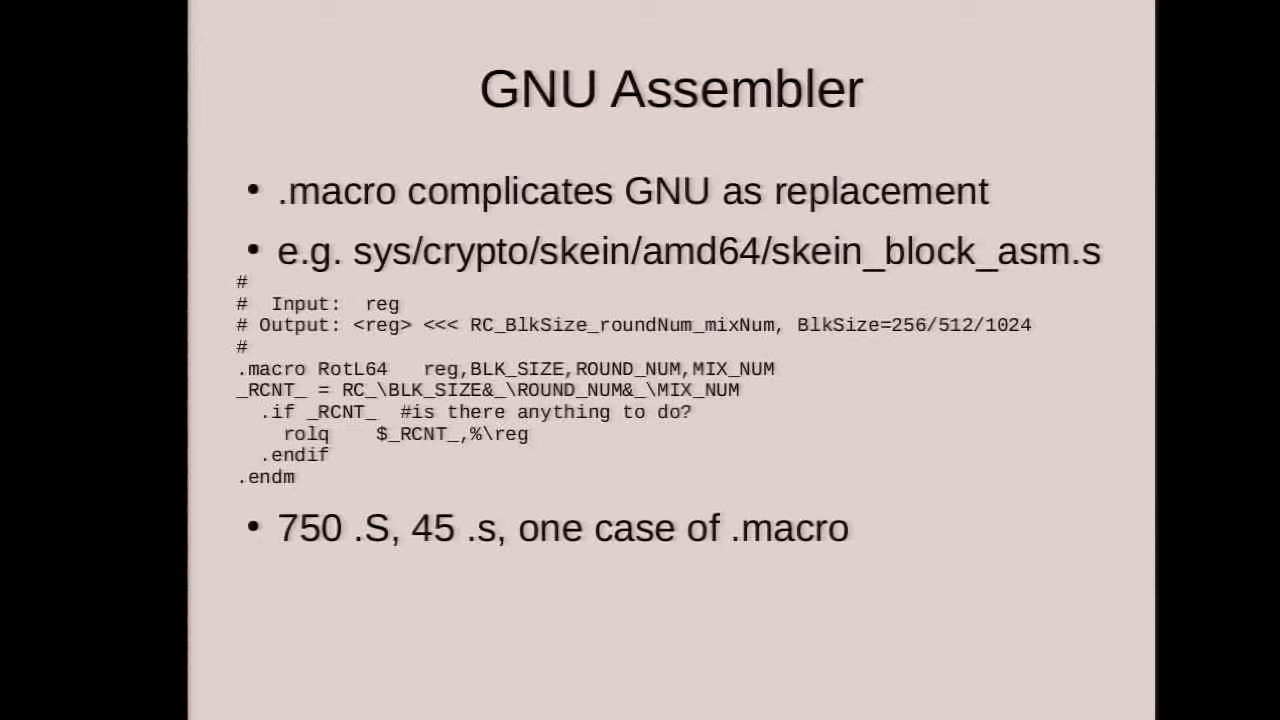 GNU Assembler
• .macro complicates GNU as replacement
• e.g. sys/crypto/skein/amd64/skein_block_asm.s
#
#  Input:  reg
# Output: <reg> <<< RC_BlkSize_roundNum_mixNum, BlkSize=256/512/1024
#
.macro RotL64   reg,BLK_SIZE,ROUND_NUM,MIX_NUM
_RCNT_ = RC_\BLK_SIZE&_\ROUND_NUM&_\MIX_NUM
  .if _RCNT_  #is there anything to do?
    rolq    $_RCNT_,%\reg
  .endif
.endm
• 750 .S, 45 .s, one case of .macro